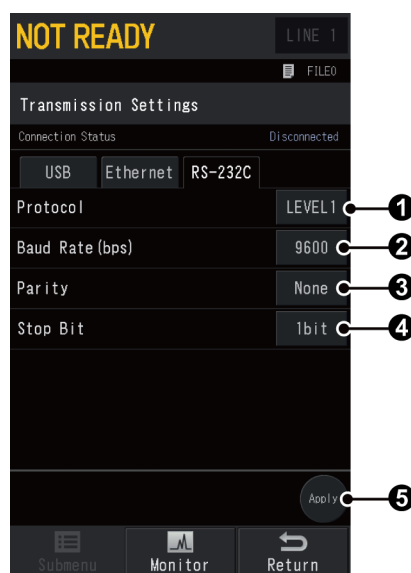 NOT READY LINE 1
FILE0
Transmission Settings
Connection Status Disconnected
USB Ethernet RS-232C
Protocol LEVEL1 1
Baud Rate(bps) 9600 2
Parity None 3
Stop Bit 1bit 4
Apply 5
Submenu Monitor Return